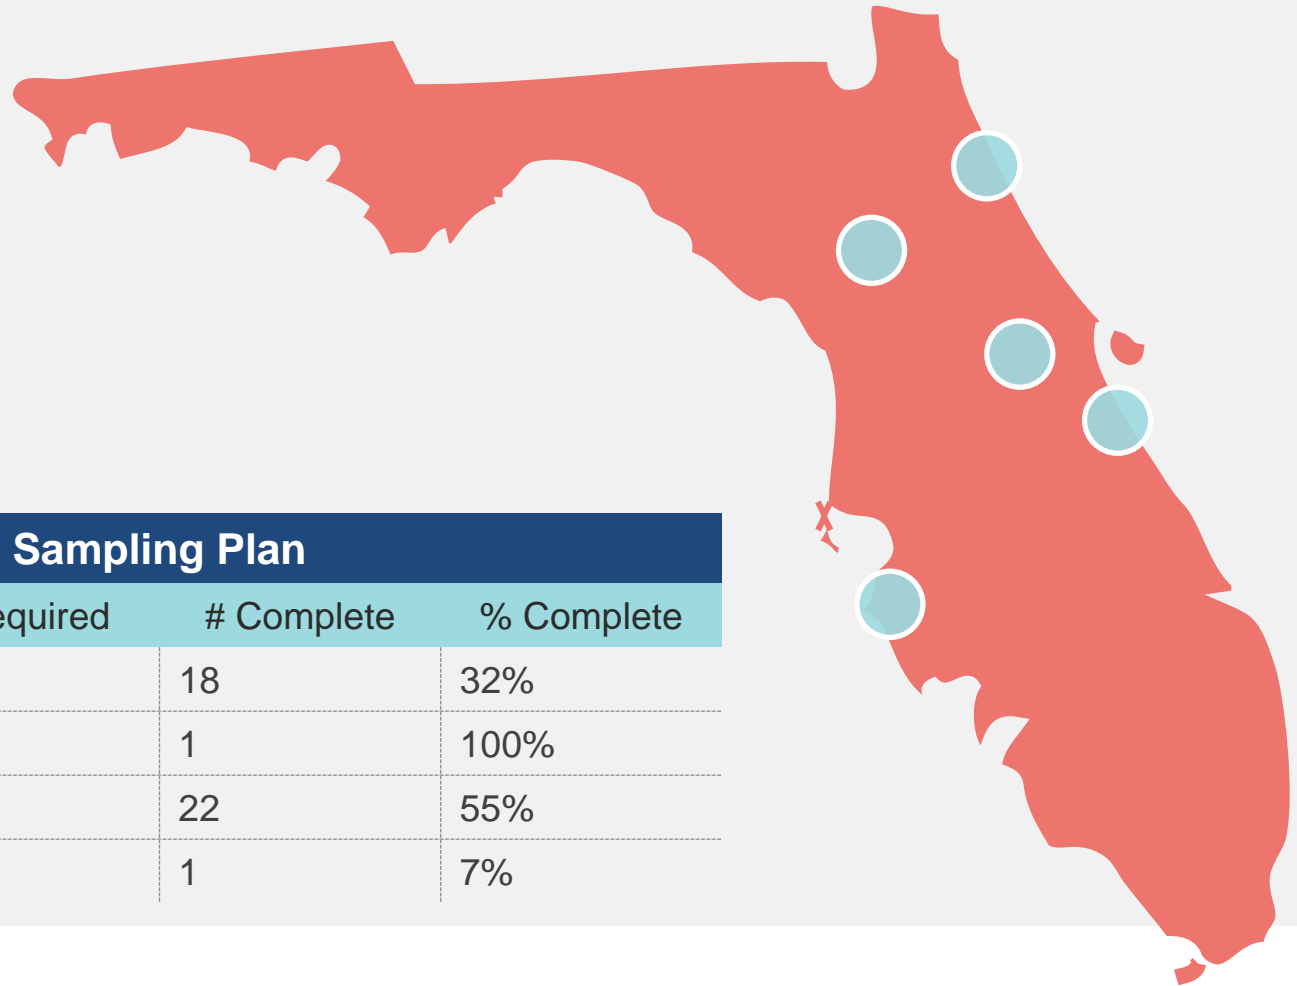 Sampling Plan
equired # Complete % Complete
18 32%
1 100%
22 55%
1 7%